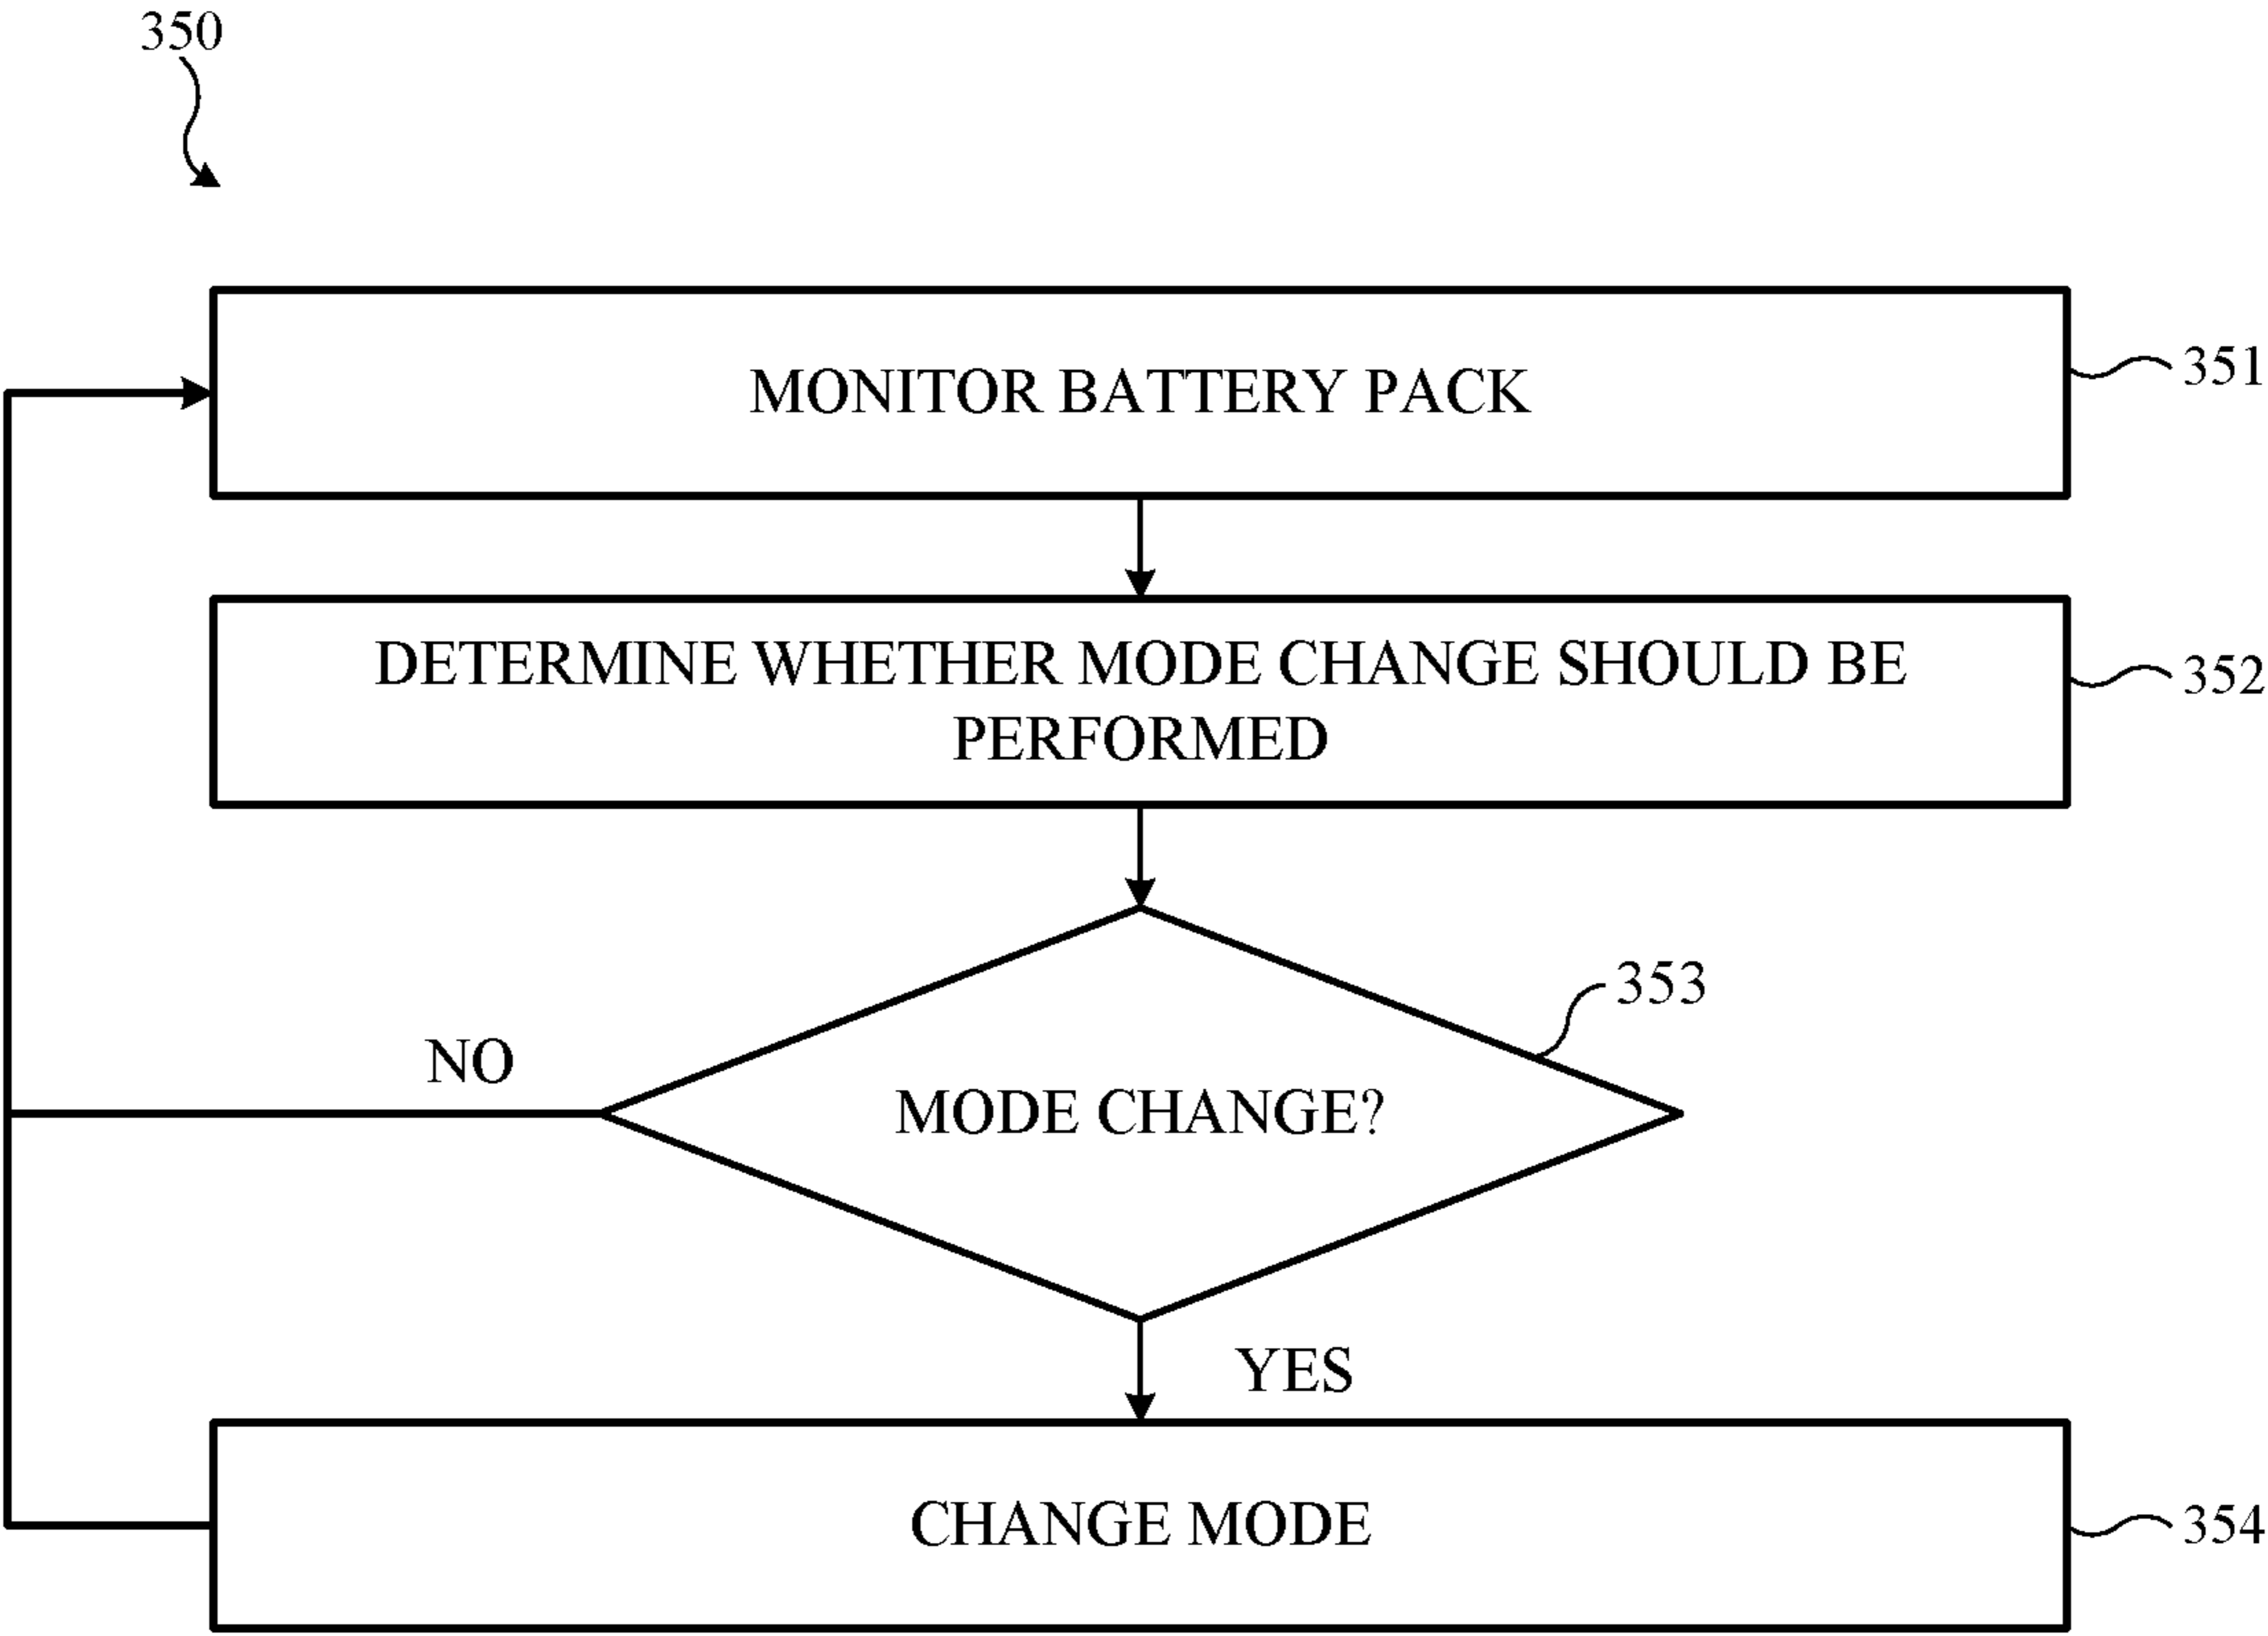 350
MONITOR BATTERY PACK
351
DETERMINE WHETHER MODE CHANGE SHOULD BE
PERFORMED
352
353
NO
MODE CHANGE?
YES
CHANGE MODE
354